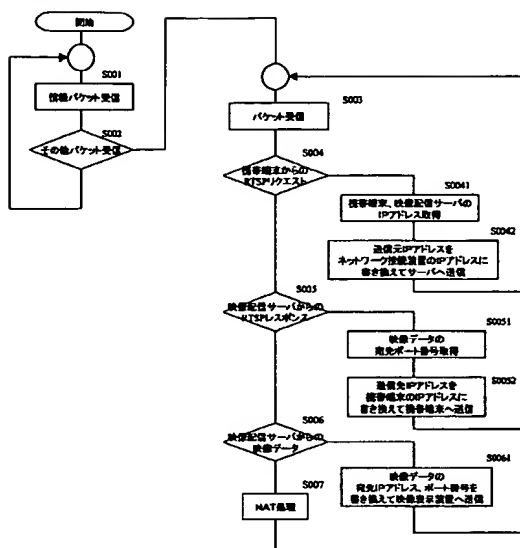 開始
S001
情報パケット受信
S002
その他パケット受信
S003
パケット受信
S004
携帯端末からの
RTSPリクエスト
S0041
携帯端末、映像配信サーバの
IPアドレス取得
S0042
送信元IPアドレスを
ネットワーク接続装置のIPアドレスに
書き換えてサーバへ送信
S005
映像配信サーバからの
RTSPレスポンス
S0051
映像データの
宛先ポート番号取得
S0052
送信先IPアドレスを
携帯端末のIPアドレスに
書き換えて携帯端末へ送信
S006
映像配信サーバからの
映像データ
S0061
映像データの
宛先IPアドレス、ポート番号を
書き換えて映像表示装置へ送信
S007
NAT処理